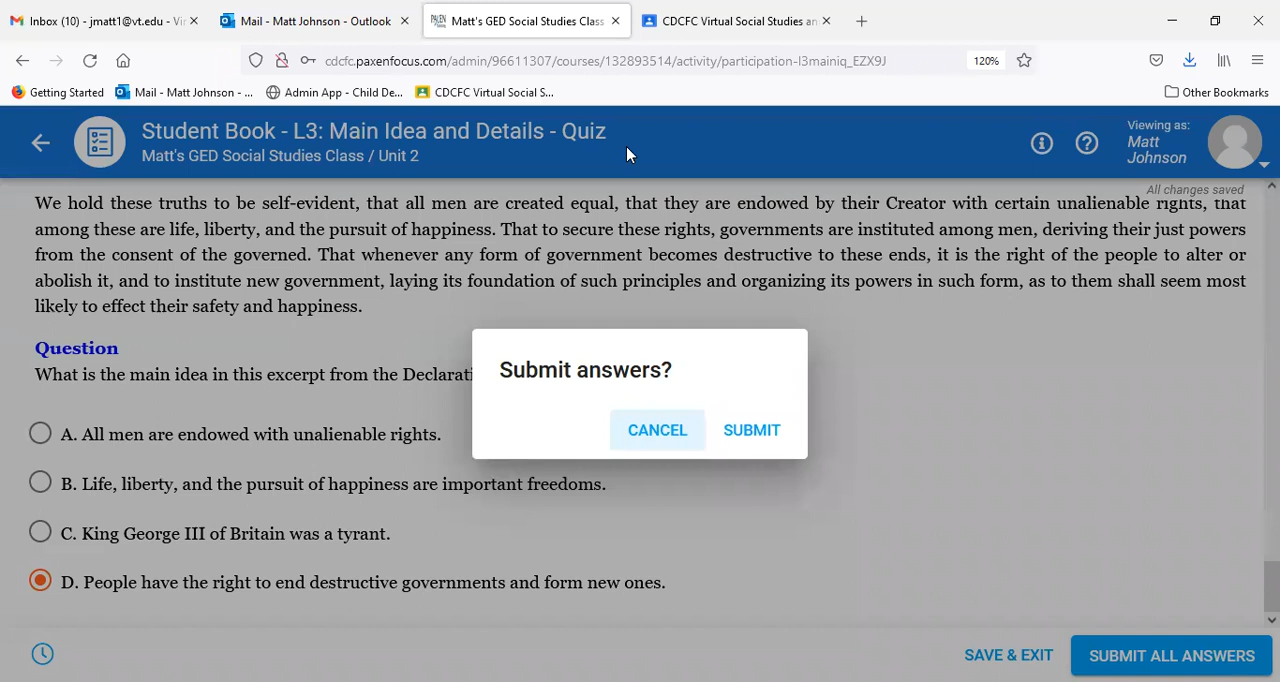 Inbox (10) - jmatt1@vt.edu - Vir
Mail - Matt Johnson - Outlook
Matt's GED Social Studies Class
CDCFC Virtual Social Studies an
cdcfc.paxenfocus.com/admin/96611307/courses/132893514/activity/participation-l3mainiq_EZX9J
120%
Getting Started
Mail - Matt Johnson - ...
Admin App - Child De...
CDCFC Virtual Social S...
Other Bookmarks
Student Book - L3: Main Idea and Details - Quiz
Matt's GED Social Studies Class / Unit 2
Viewing as:
Matt
Johnson
All changes saved
We hold these truths to be self-evident, that all men are created equal, that they are endowed by their Creator with certain unalienable rights, that
among these are life, liberty, and the pursuit of happiness. That to secure these rights, governments are instituted among men, deriving their just powers
from the consent of the governed. That whenever any form of government becomes destructive to these ends, it is the right of the people to alter or
abolish it, and to institute new government, laying its foundation of such principles and organizing its powers in such form, as to them shall seem most
likely to effect their safety and happiness.
Question
What is the main idea in this excerpt from the Declarati
Submit answers?
CANCEL SUBMIT
A. All men are endowed with unalienable rights.
B. Life, liberty, and the pursuit of happiness are important freedoms.
C. King George III of Britain was a tyrant.
D. People have the right to end destructive governments and form new ones.
SAVE & EXIT
SUBMIT ALL ANSWERS